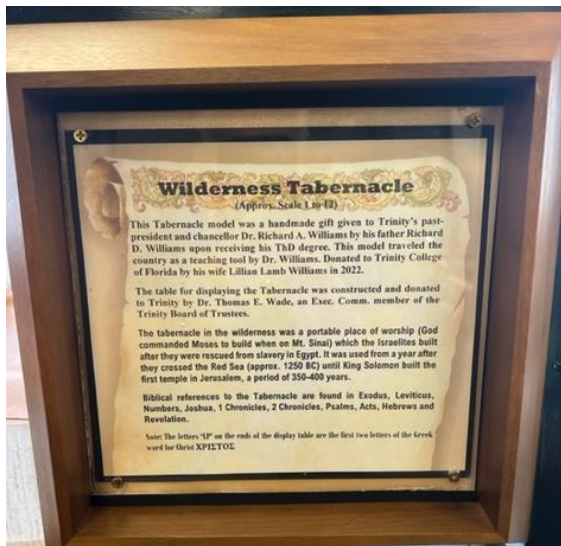 Wilderness Tabernacle
(Approx. Scale 1 to 12)
This Tabernacle model was a handmade gift given to Trinity's past-
president and chancellor Dr. Richard A. Williams by his father Richard
D. Williams upon receiving his ThD degree. This model traveled the
country as a teaching tool by Dr. Williams. Donated to Trinity College
of Florida by his wife Lillian Lamb Williams in 2022.
The table for displaying the Tabernacle was constructed and donated
to Trinity by Dr. Thomas E. Wade, an Exec. Comm. member of the
Trinity Board of Trustees.
The tabernacle in the wilderness was a portable place of worship (God
commanded Moses to build when on Mt. Sinai) which the Israelites built
after they were rescued from slavery in Egypt. It was used from a year after
they crossed the Red Sea (approx. 1250 BC) until King Solomon built the
first temple in Jerusalem, a period of 350-400 years.
Biblical references to the Tabernacle are found in Exodus, Leviticus,
Numbers, Joshua, 1 Chronicles, 2 Chronicles, Psalms, Acts, Hebrews and
Revelation.
Note: The letters on the ends of the display table are the first two letters of the Greek
word for Christ ΧΡΙΣΤΟΣ